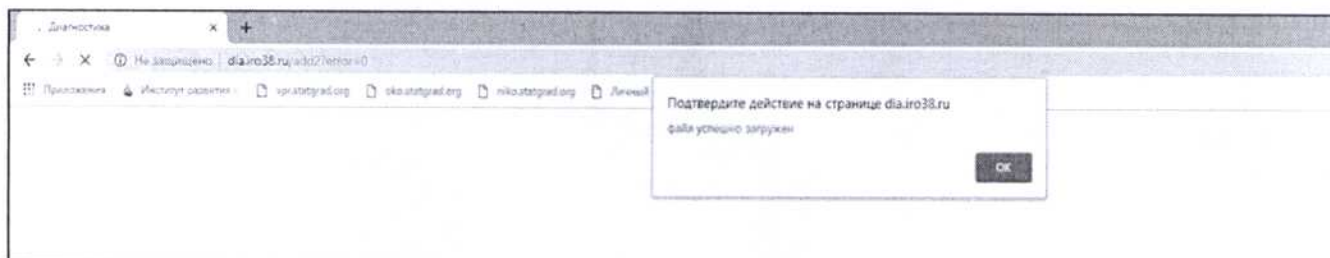 Диагностика
Не защищено dia.iro38.ru/add2?error=0
Приложения Институт развития vpr.statgrad.org oko.statgrad.org niko.statgrad.org Личный
Подтвердите действие на странице dia.iro38.ru
файл успешно загружен
ОК